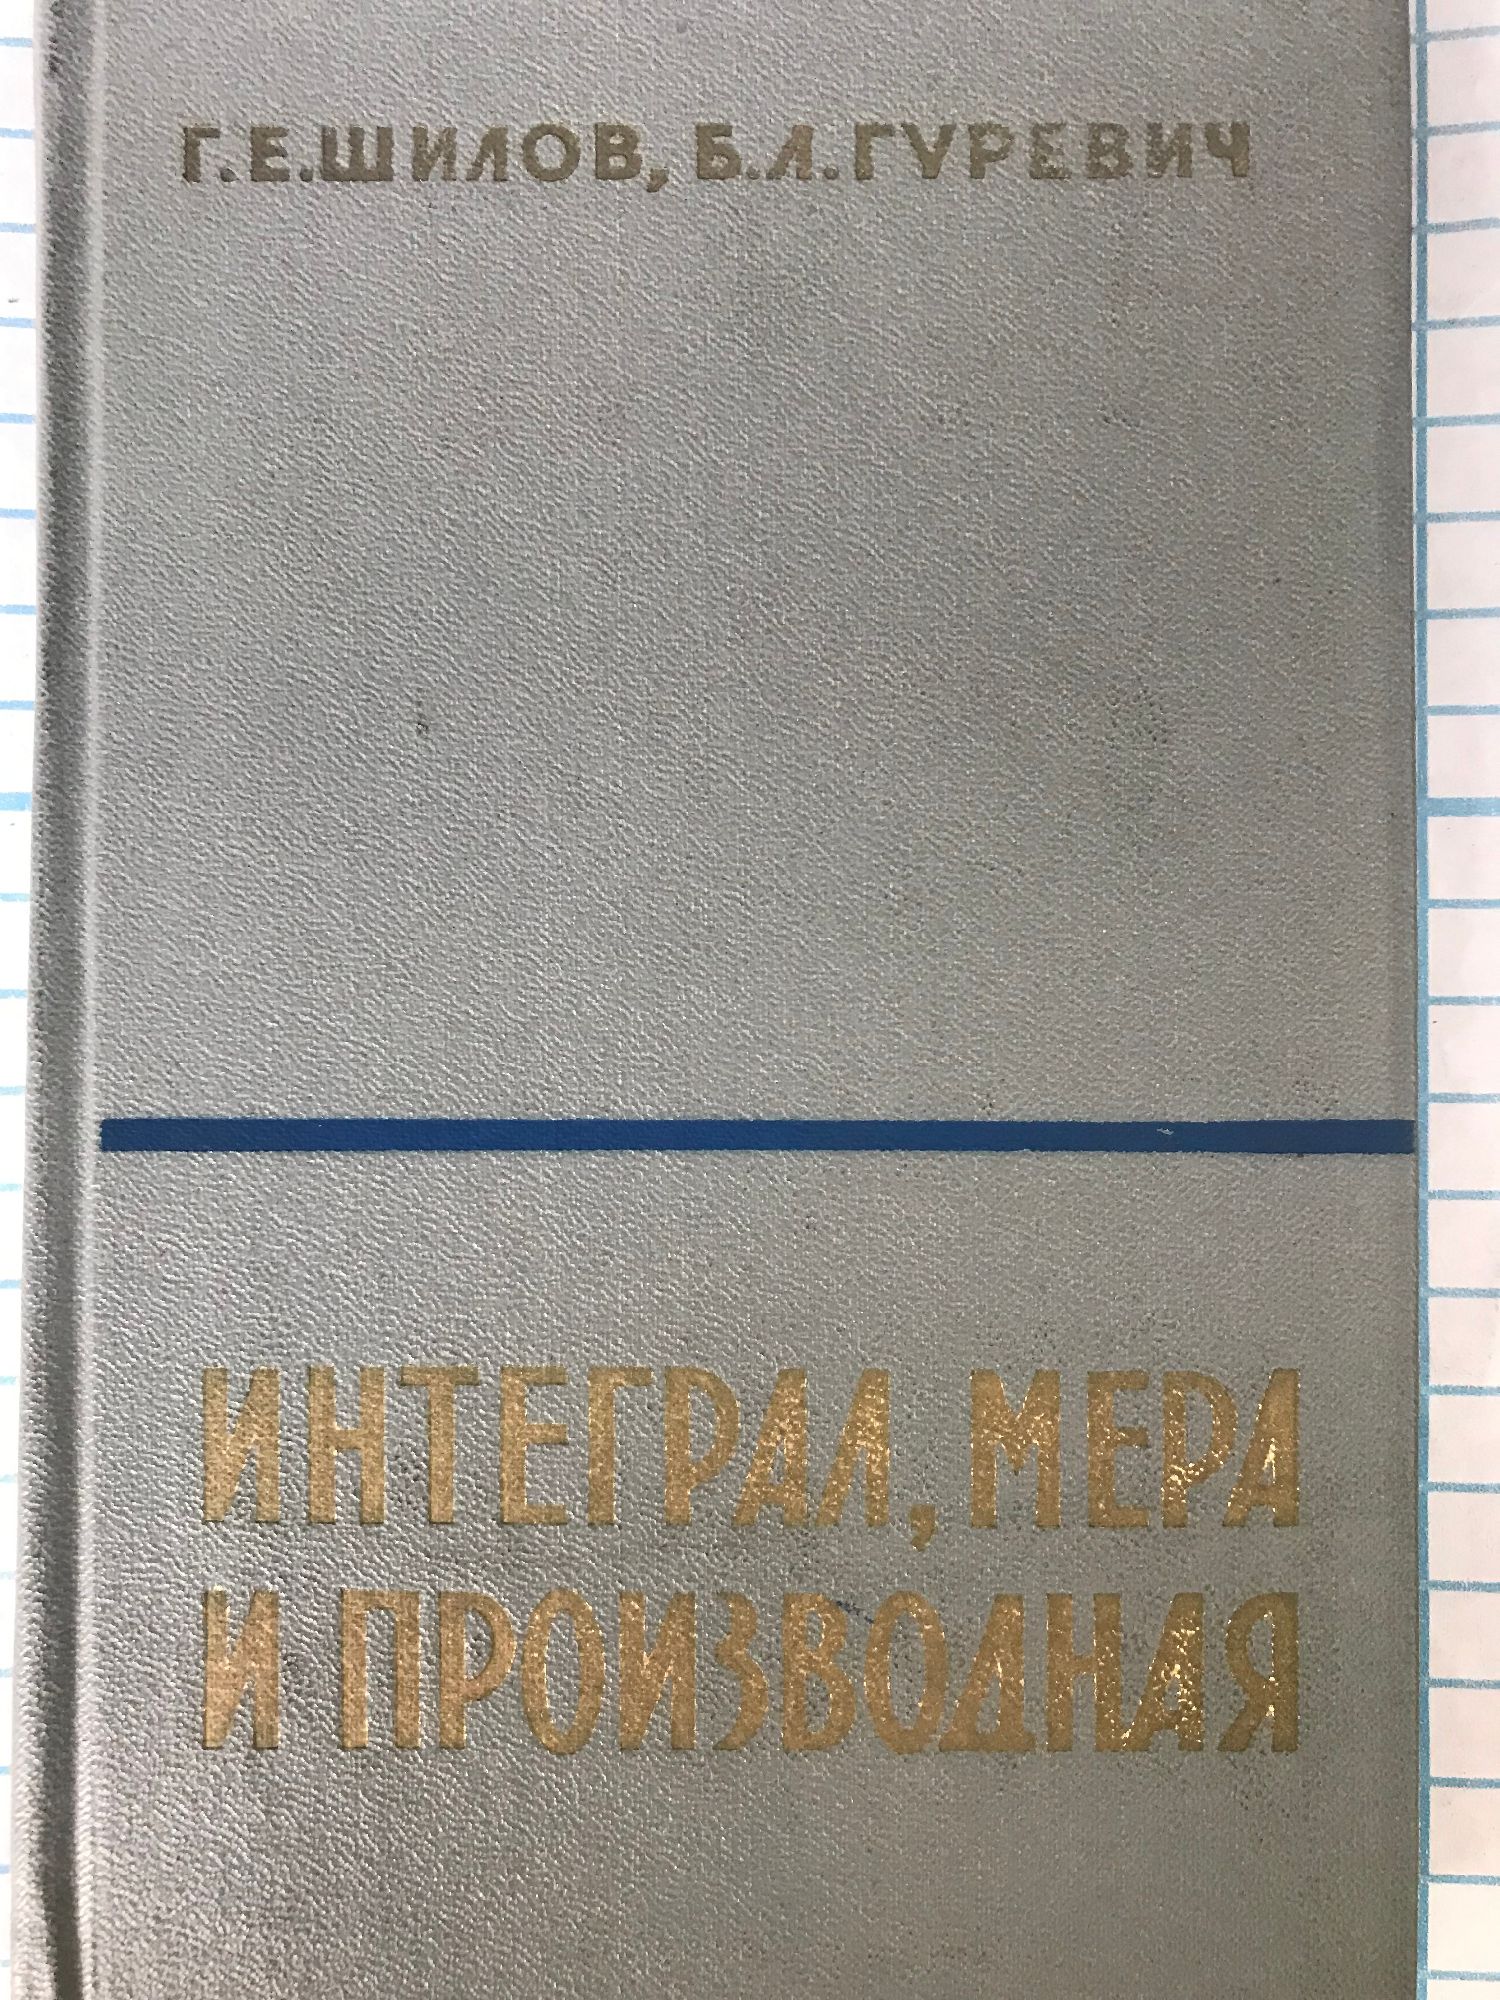 Г.Е.ШИЛОВ, Б.Л.ГУРЕВИЧ
ИНТЕГРАЛ, МЕРА
И ПРОИЗВОДНАЯ